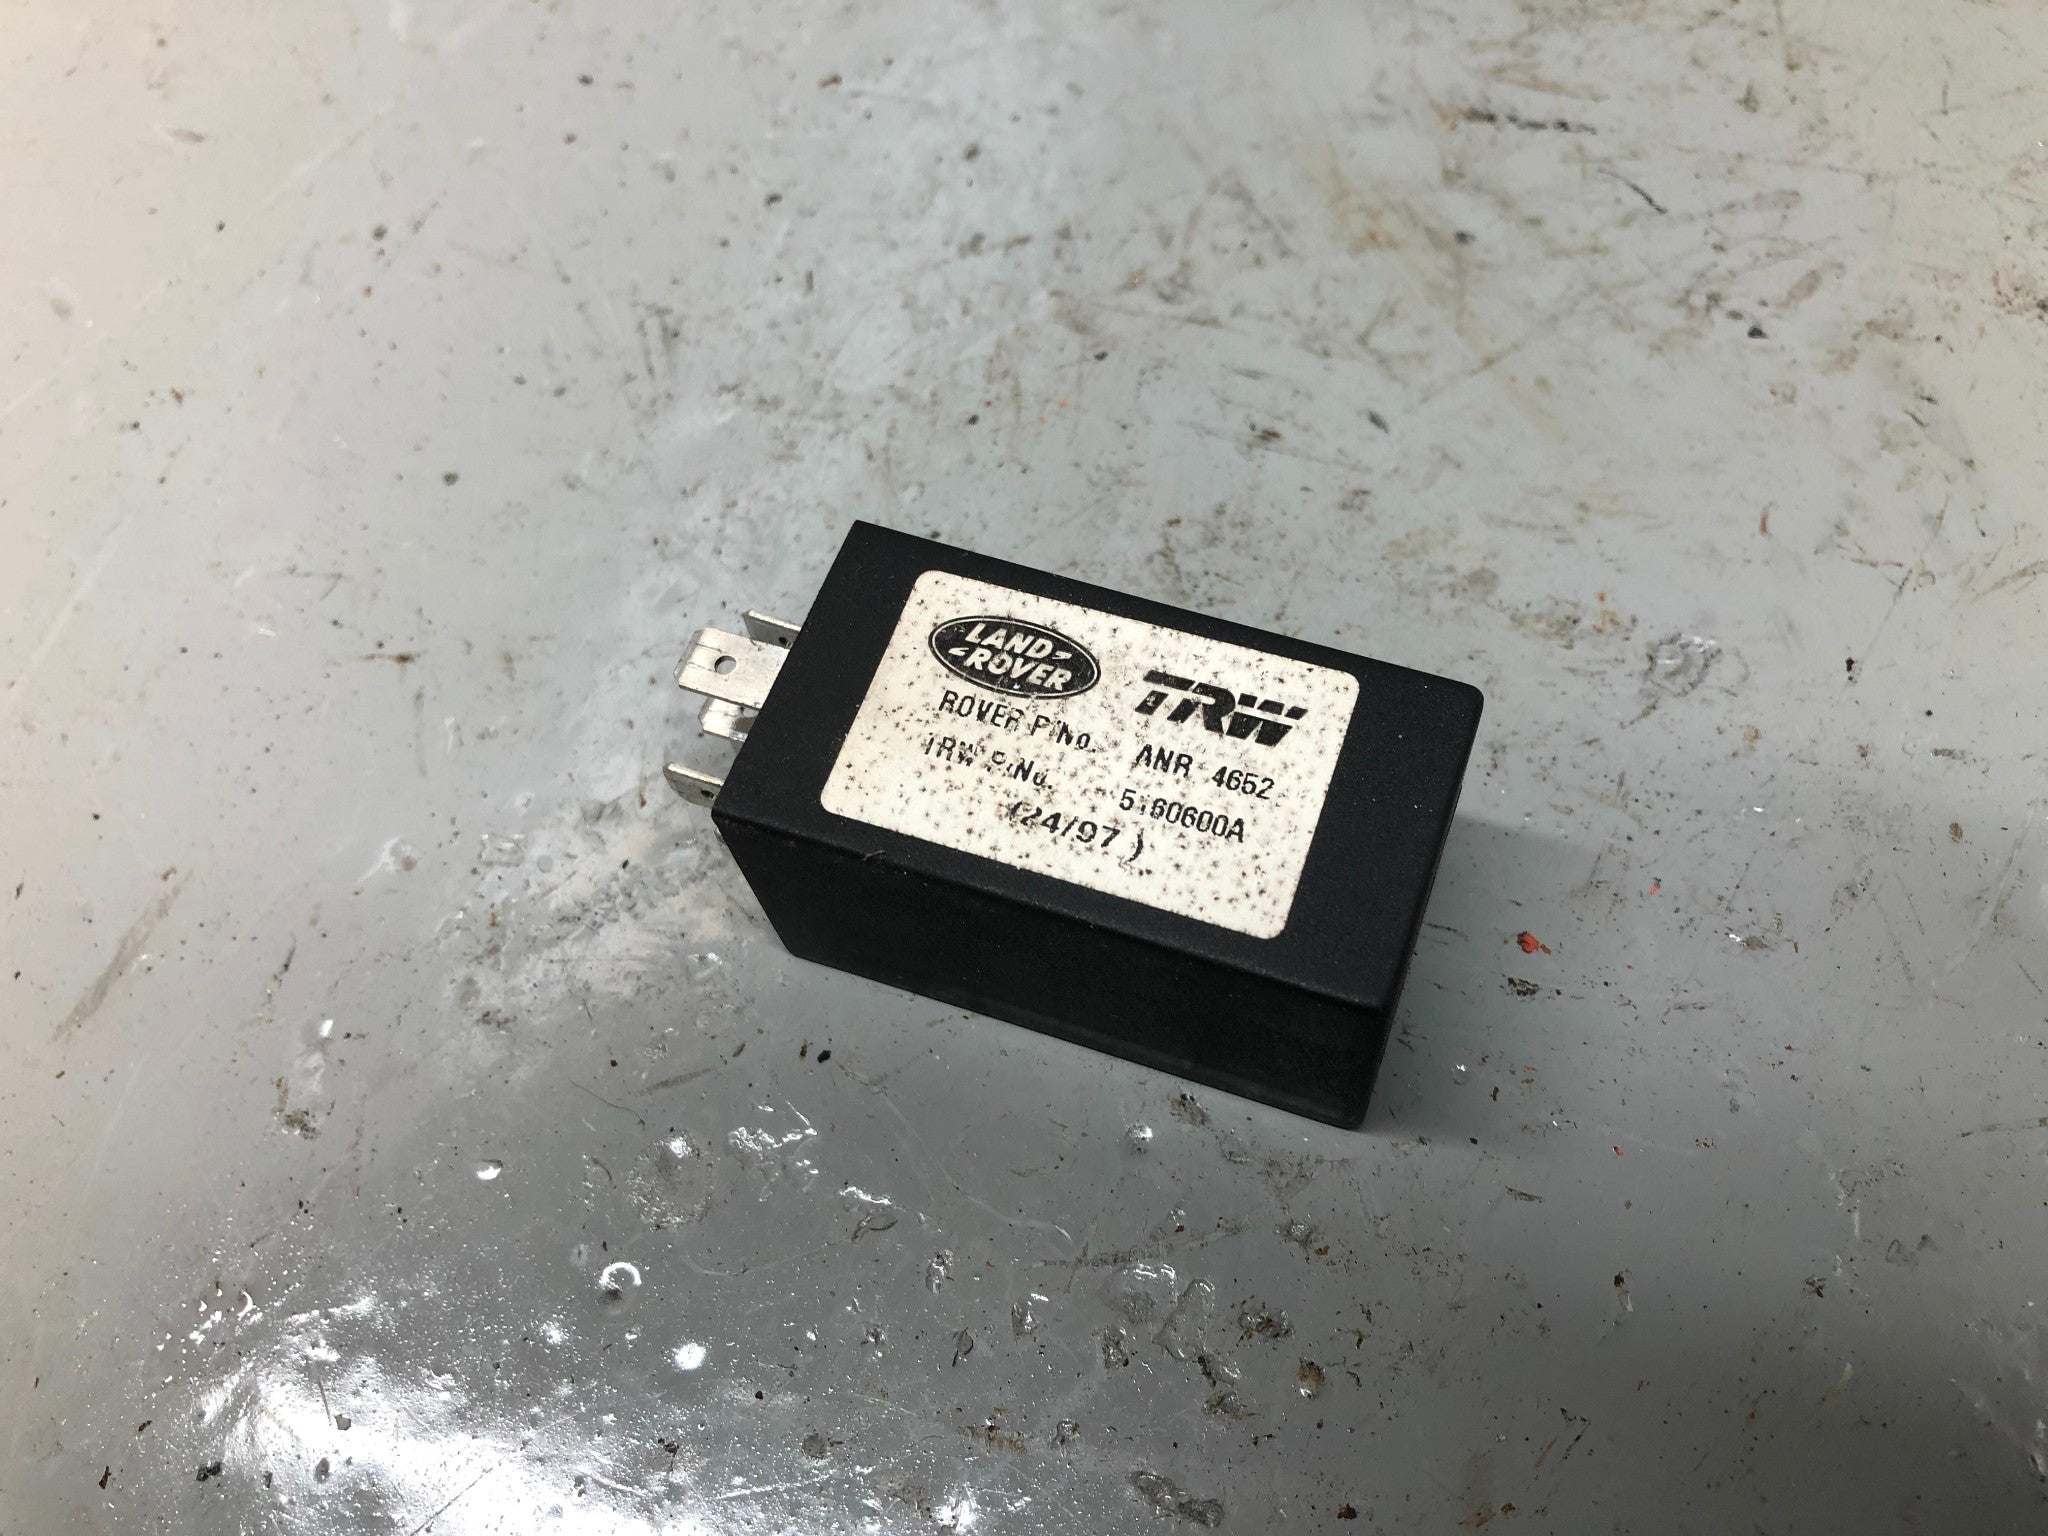 LAND
ROVER
TRW
ROVER P/No. ANR 4652
TRW P/No. 5160600A
(24/97)